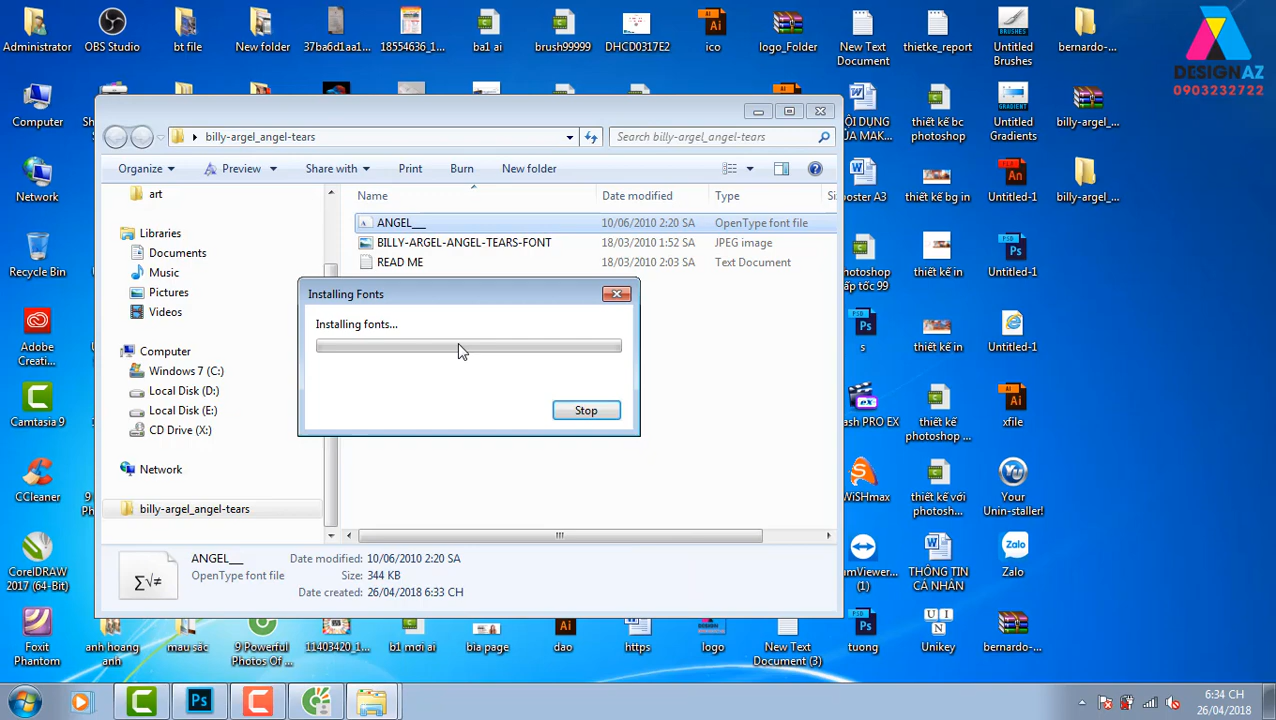 Administrator
OBS Studio
bt file
New folder
37ba6d1aa1...
18554636_1...
ba1 ai
brush99999
DHCD0317E2
ico
logo_Folder
New Text Document
thietke_report
Untitled Brushes
bernardo-...
DESIGNAZ
0903232722
Computer
thiết kế bc photoshop
Untitled Gradients
billy-argel_...
billy-argel_angel-tears
Search billy-argel_angel-tears
Organize
Preview
Share with
Print
Burn
New folder
Network
poster A3
thiết kế bg in
Untitled-1
billy-argel_...
art
Name
Date modified
Type
ANGEL___
10/06/2010 2:20 SA
OpenType font file
Libraries
BILLY-ARGEL-ANGEL-TEARS-FONT
18/03/2010 1:52 SA
JPEG image
Documents
READ ME
18/03/2010 2:03 SA
Text Document
Music
Recycle Bin
thiết kế in
Untitled-1
Pictures
Videos
Installing Fonts
Installing fonts...
Stop
Adobe Creati...
s
thiết kế in
Untitled-1
Computer
Windows 7 (C:)
Local Disk (D:)
Local Disk (E:)
CD Drive (X:)
Camtasia 9
thiết kế photoshop ...
xfile
Network
CCleaner
thiết kế với photosh...
Your Unin-staller!
billy-argel_angel-tears
ANGEL___
OpenType font file
Date modified: 10/06/2010 2:20 SA
Size: 344 KB
Date created: 26/04/2018 6:33 CH
CorelDRAW 2017 (64-Bit)
(1)
THÔNG TIN CÁ NHÂN
Zalo
Foxit Phantom
anh hoang anh
mau sac
9 Powerful Photos Of ...
11403420_1...
b1 mới ai
bia page
dao
https
logo
New Text Document (3)
tuong
Unikey
bernardo-...
6:34 CH
26/04/2018